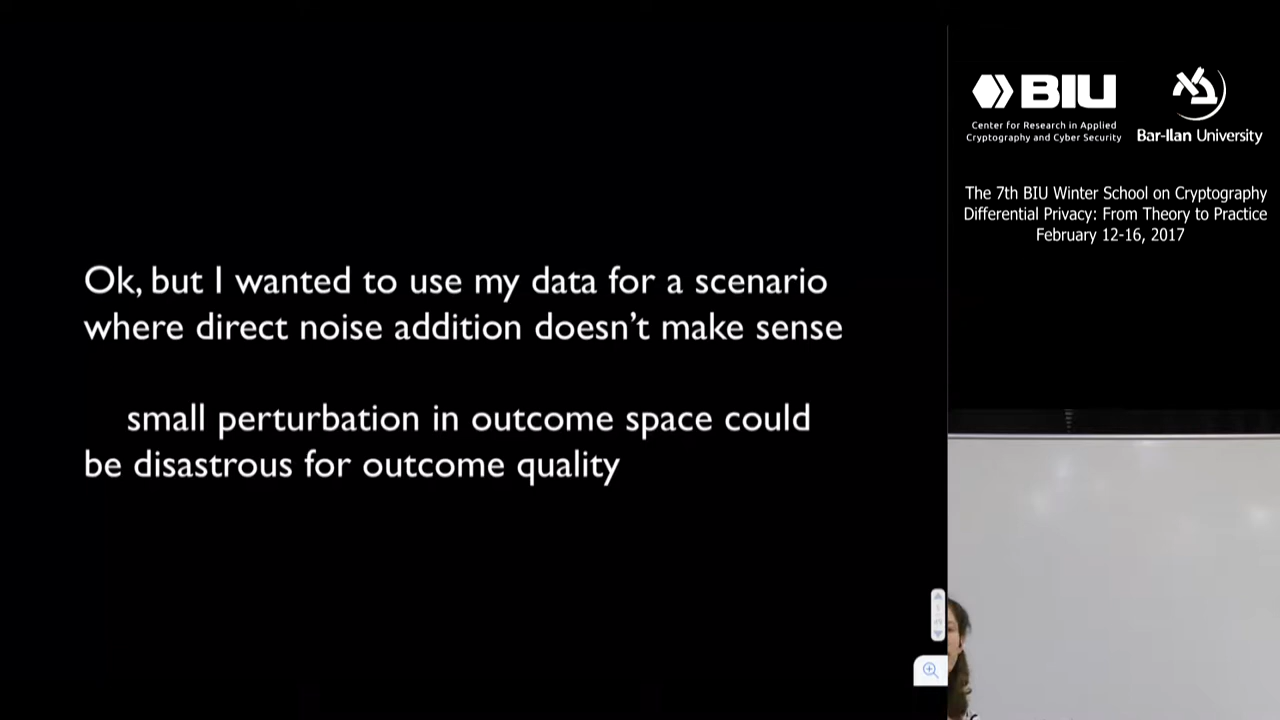 Ok, but I wanted to use my data for a scenario
where direct noise addition doesn't make sense
small perturbation in outcome space could
be disastrous for outcome quality
BIU
Center for Research in Applied
Cryptography and Cyber Security
Bar-Ilan University
The 7th BIU Winter School on Cryptography
Differential Privacy: From Theory to Practice
February 12-16, 2017